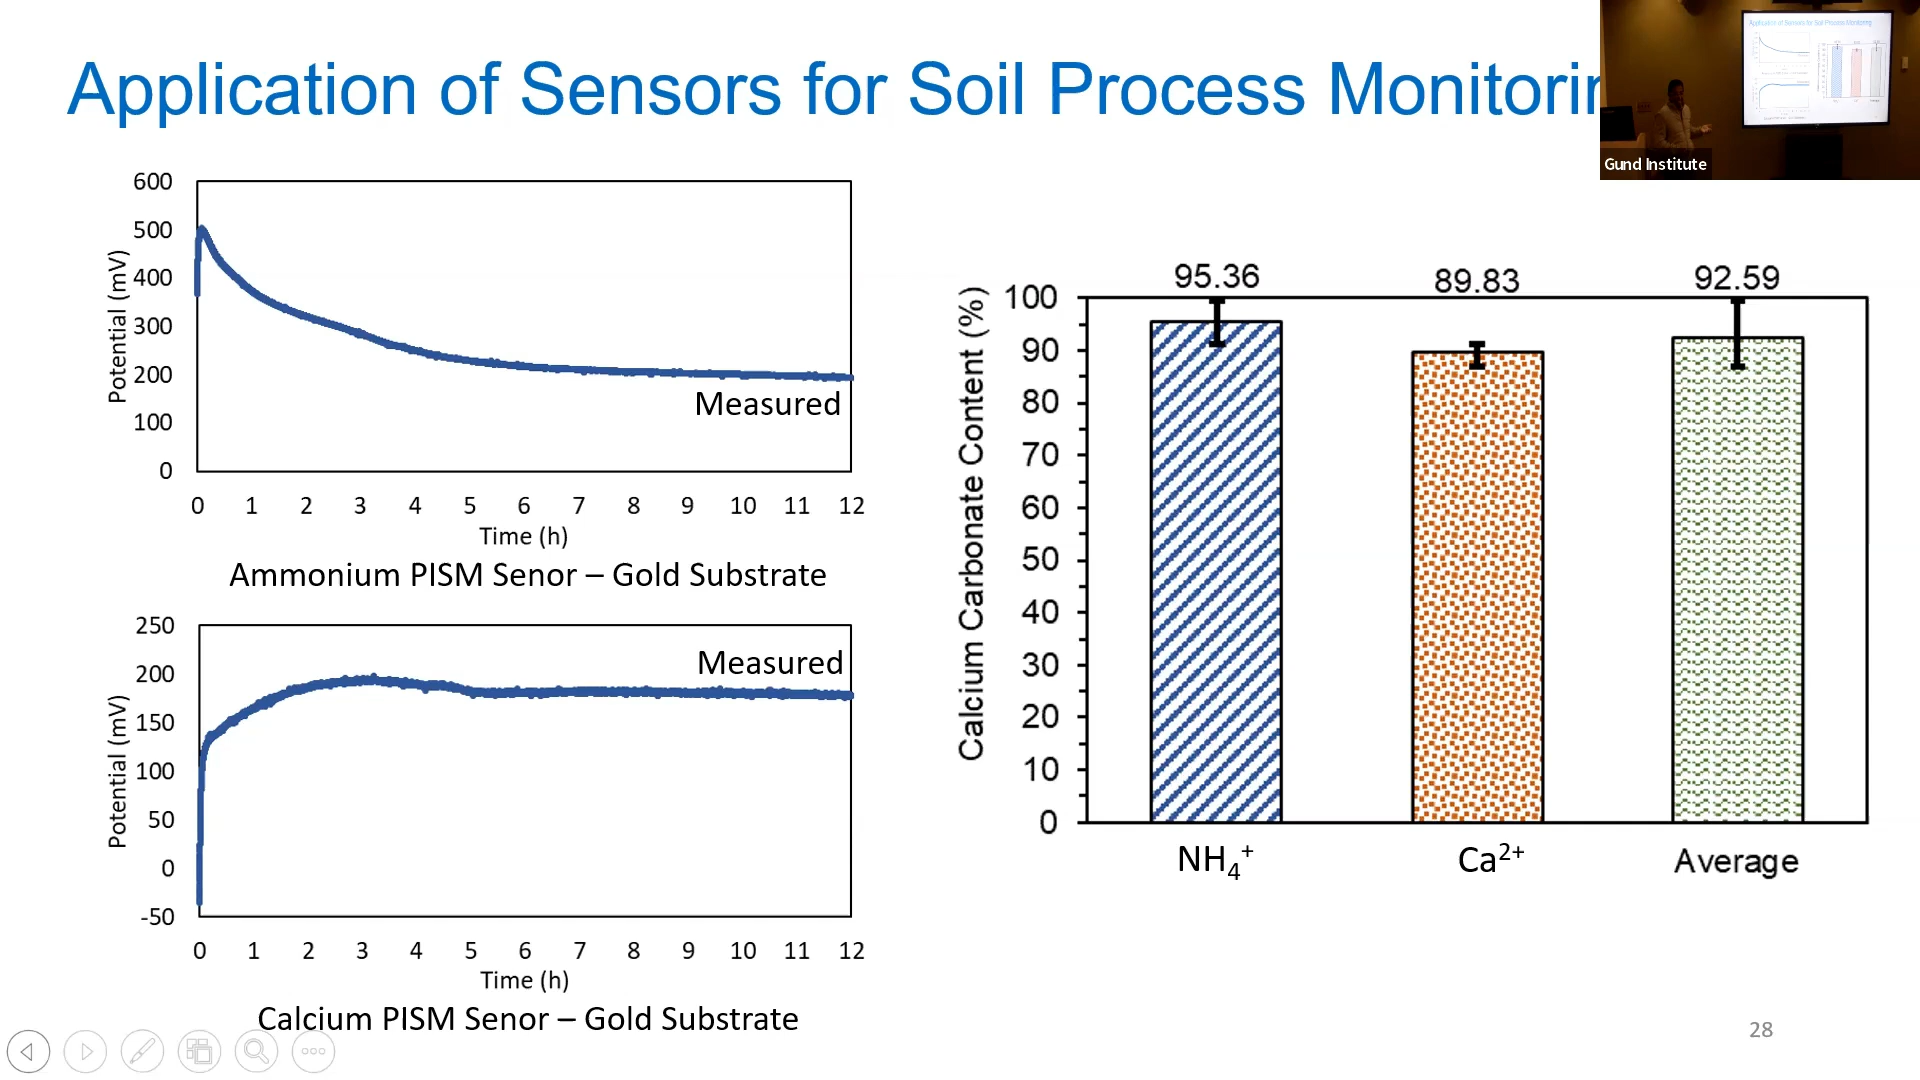 Application of Sensors for Soil Process Monitorin
Gund Institute
600
500
400
300
200
100
0
Potential (mV)
Measured
0 1 2 3 4 5 6 7 8 9 10 11 12
Time (h)
Ammonium PISM Senor – Gold Substrate
250
200
150
100
50
0
-50
Potential (mV)
Measured
0 1 2 3 4 5 6 7 8 9 10 11 12
Time (h)
Calcium PISM Senor – Gold Substrate
95.36 89.83 92.59
100
90
80
70
60
50
40
30
20
10
0
Calcium Carbonate Content (%)
NH₄⁺ Ca²⁺ Average
28